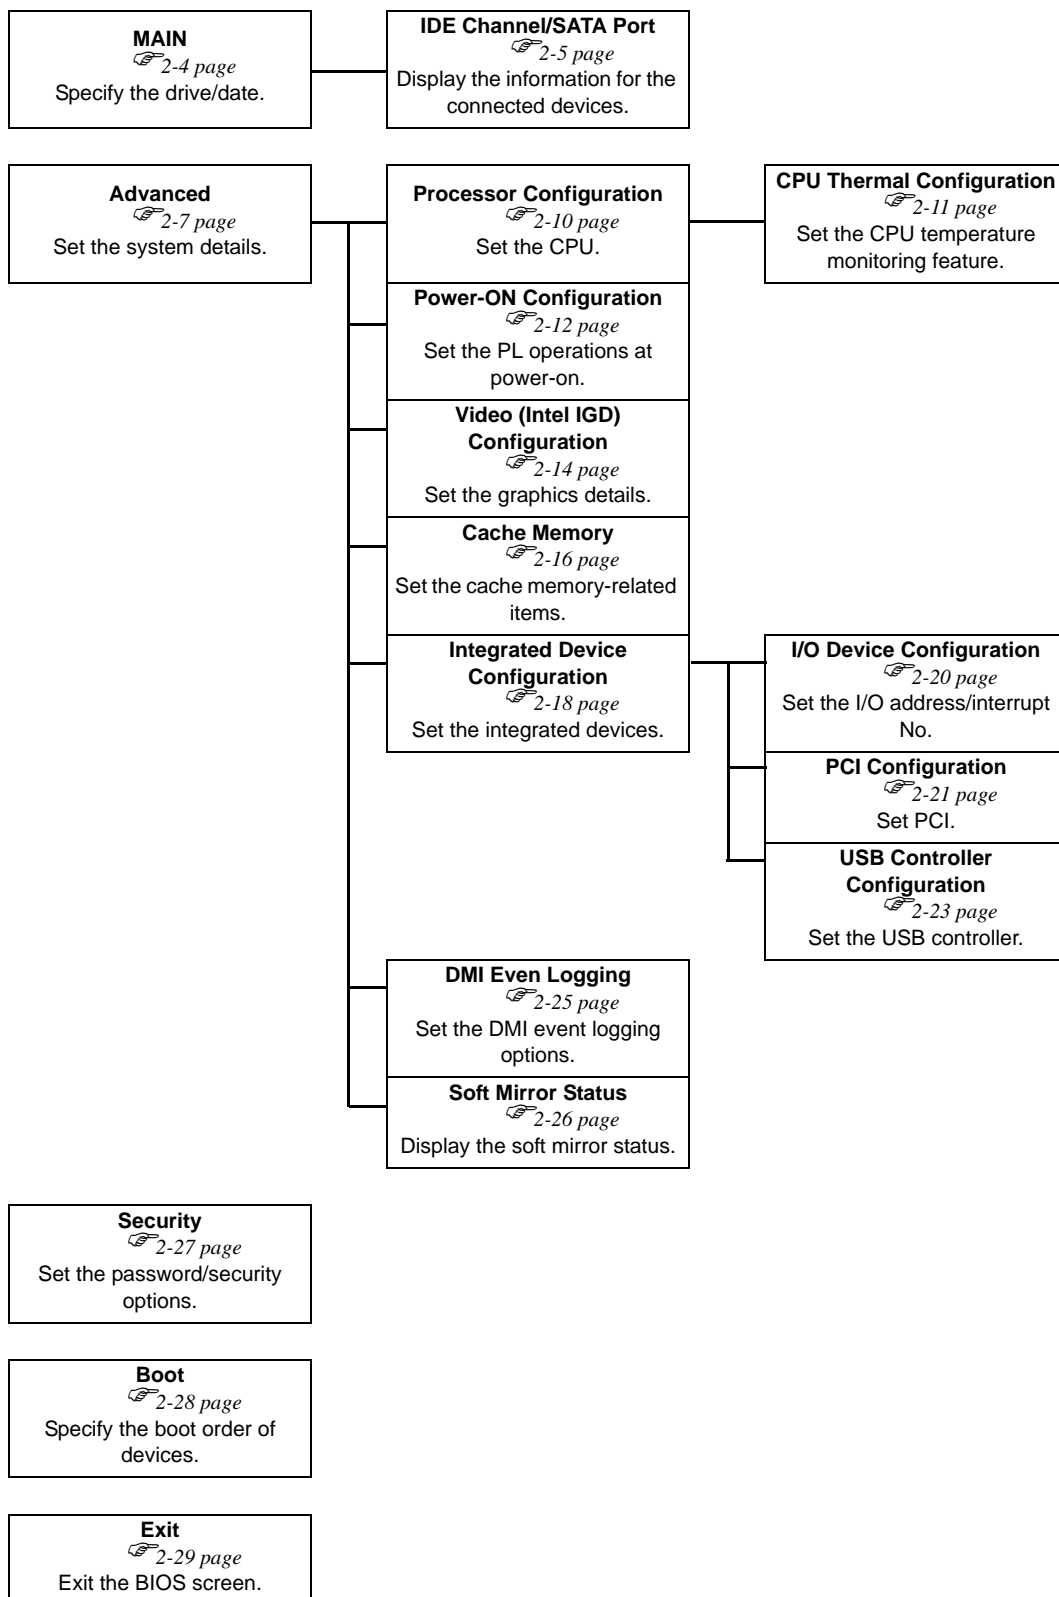 MAIN
2-4 page
Specify the drive/date.
IDE Channel/SATA Port
2-5 page
Display the information for the
connected devices.
Advanced
2-7 page
Set the system details.
Processor Configuration
2-10 page
Set the CPU.
CPU Thermal Configuration
2-11 page
Set the CPU temperature
monitoring feature.
Power-ON Configuration
2-12 page
Set the PL operations at
power-on.
Video (Intel IGD)
Configuration
2-14 page
Set the graphics details.
Cache Memory
2-16 page
Set the cache memory-related
items.
Integrated Device
Configuration
2-18 page
Set the integrated devices.
I/O Device Configuration
2-20 page
Set the I/O address/interrupt
No.
PCI Configuration
2-21 page
Set PCI.
USB Controller
Configuration
2-23 page
Set the USB controller.
DMI Even Logging
2-25 page
Set the DMI event logging
options.
Soft Mirror Status
2-26 page
Display the soft mirror status.
Security
2-27 page
Set the password/security
options.
Boot
2-28 page
Specify the boot order of
devices.
Exit
2-29 page
Exit the BIOS screen.